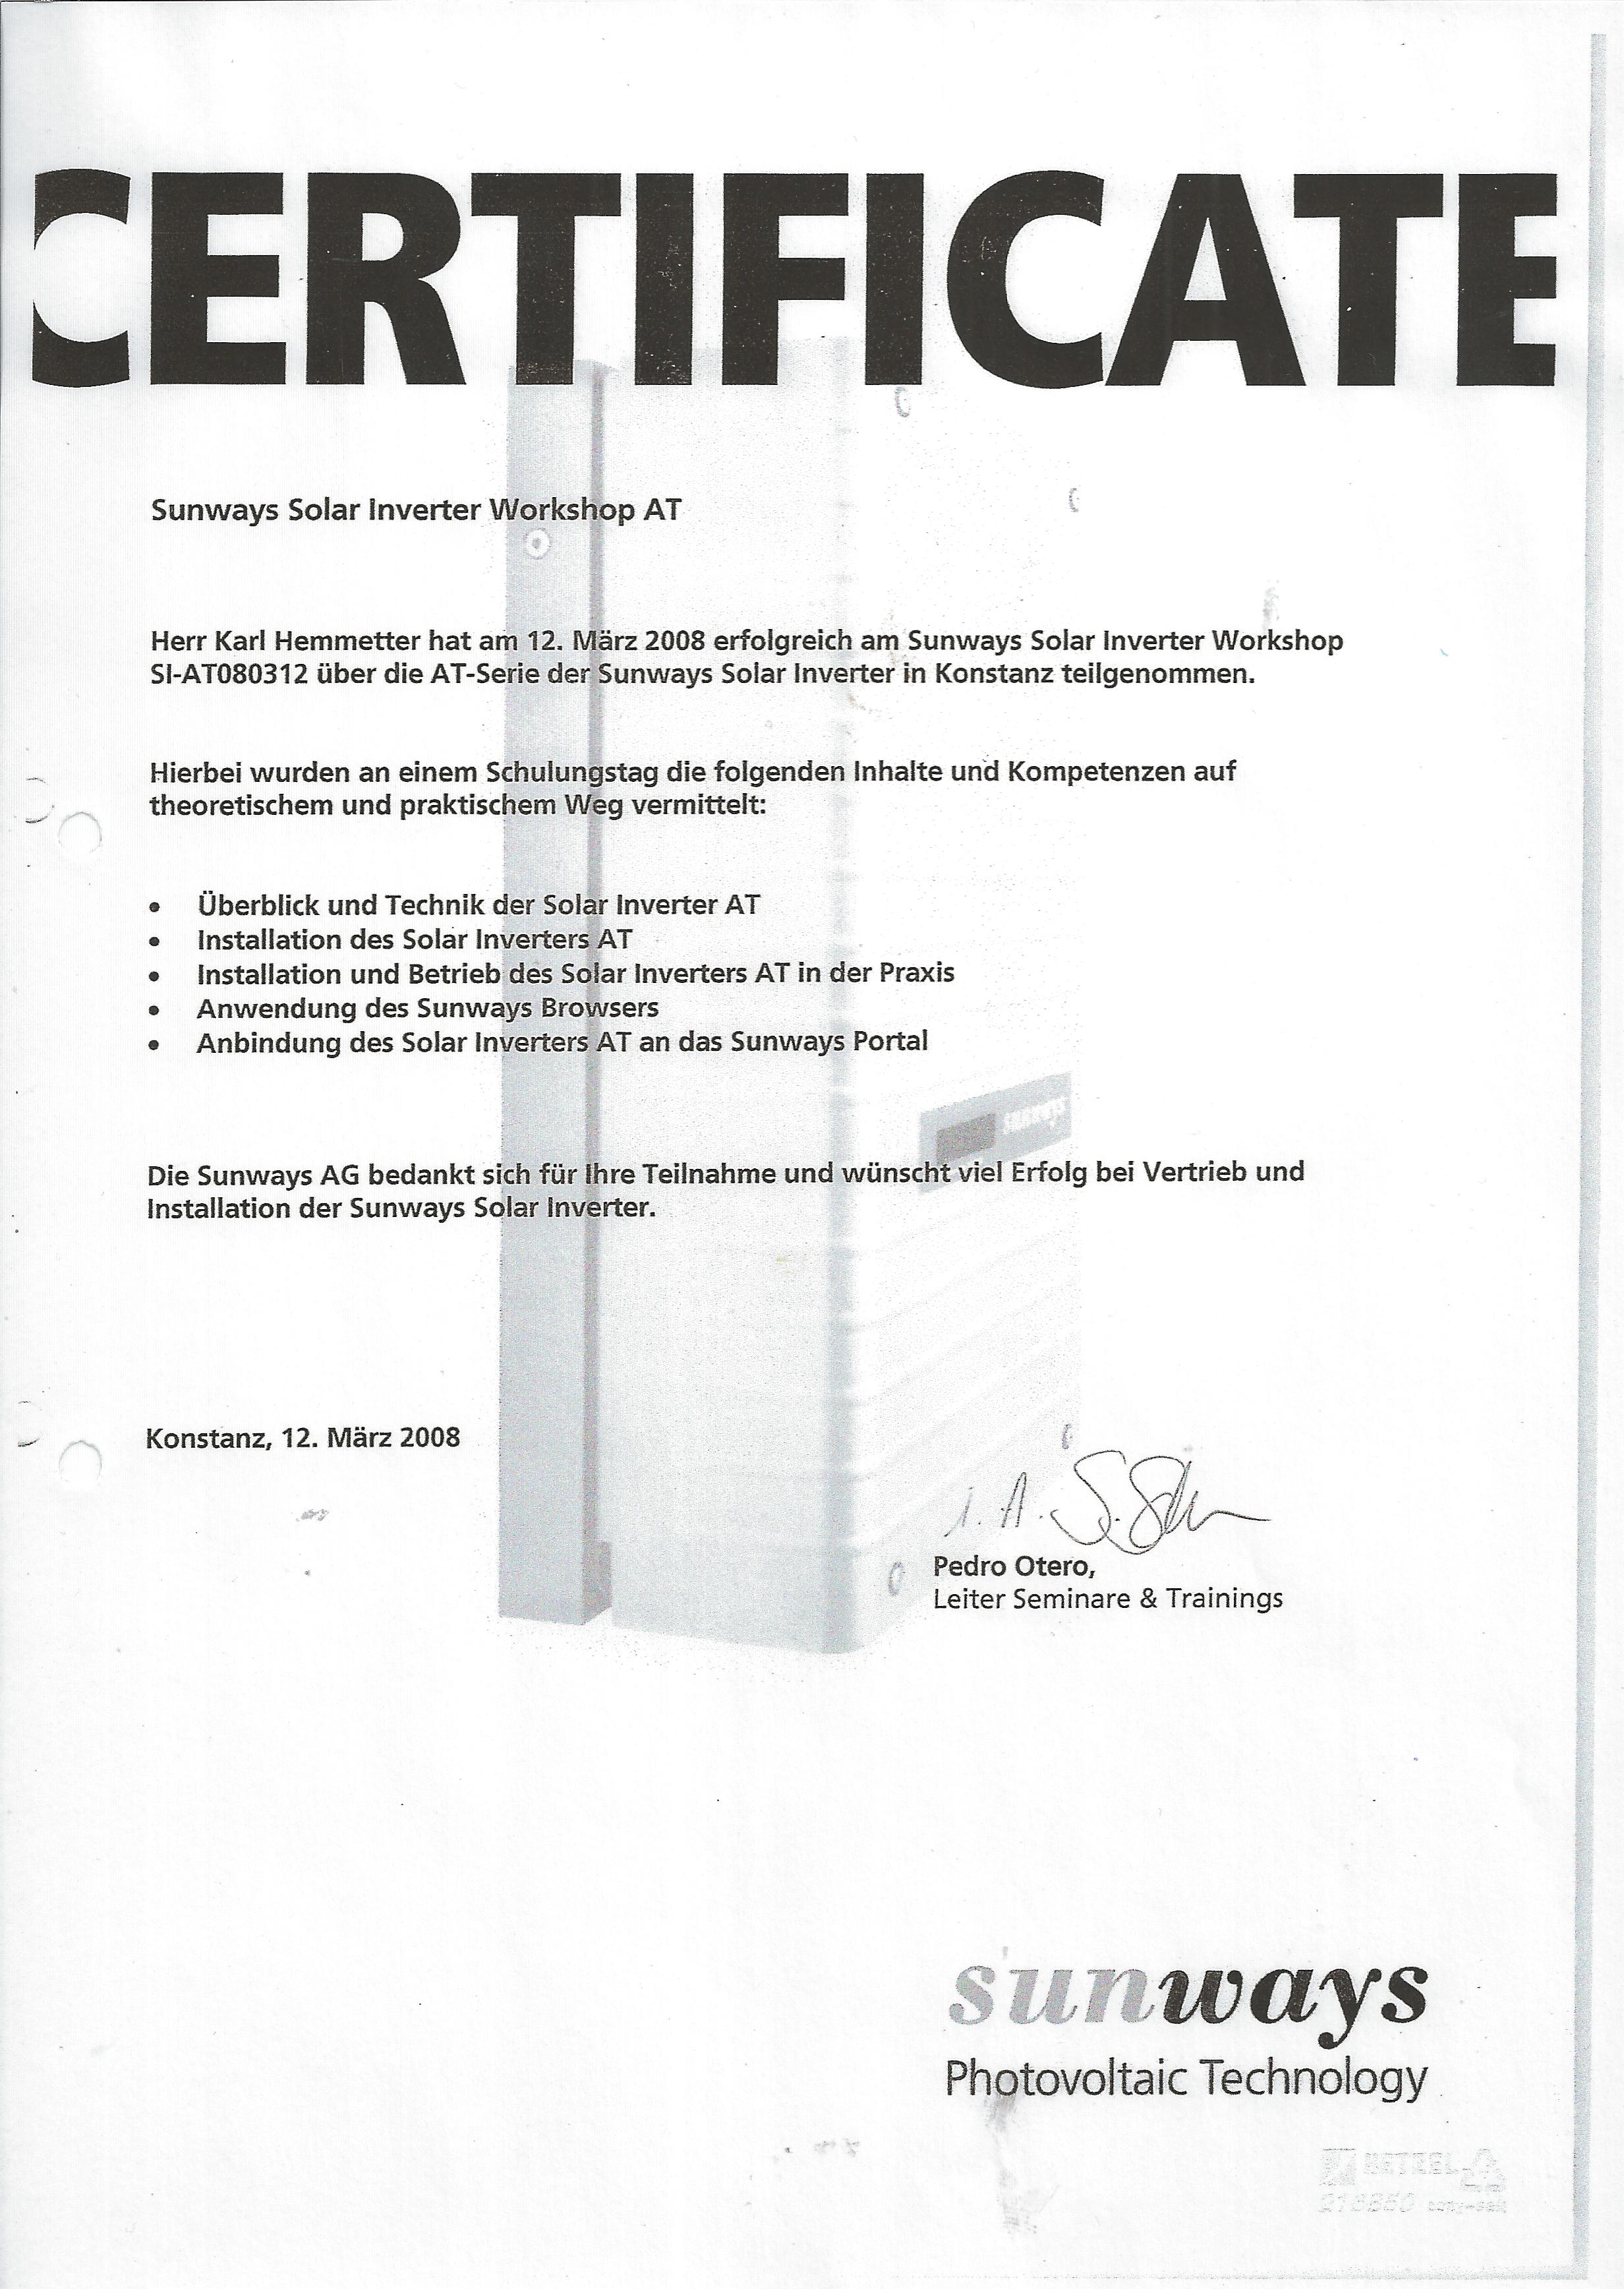 CERTIFICATE
Sunways Solar Inverter Workshop AT
Herr Karl Hemmetter hat am 12. März 2008 erfolgreich am Sunways Solar Inverter Workshop
SI-AT080312 über die AT-Serie der Sunways Solar Inverter in Konstanz teilgenommen.
Hierbei wurden an einem Schulungstag die folgenden Inhalte und Kompetenzen auf
theoretischem und praktischem Weg vermittelt:
• Überblick und Technik der Solar Inverter AT
• Installation des Solar Inverters AT
• Installation und Betrieb des Solar Inverters AT in der Praxis
• Anwendung des Sunways Browsers
• Anbindung des Solar Inverters AT an das Sunways Portal
sunways
Die Sunways AG bedankt sich für Ihre Teilnahme und wünscht viel Erfolg bei Vertrieb und
Installation der Sunways Solar Inverter.
Konstanz, 12. März 2008
i. A. S.
Pedro Otero,
Leiter Seminare & Trainings
sunways
Photovoltaic Technology